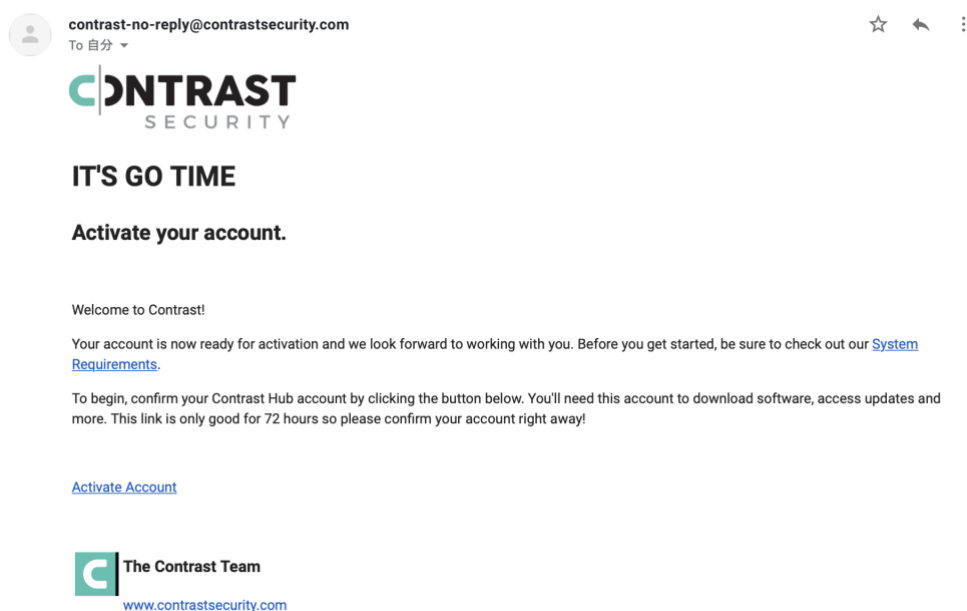 contrast-no-reply@contrastsecurity.com
To 自分
CONTRAST
SECURITY
IT'S GO TIME
Activate your account.
Welcome to Contrast!
Your account is now ready for activation and we look forward to working with you. Before you get started, be sure to check out our System
Requirements.
To begin, confirm your Contrast Hub account by clicking the button below. You'll need this account to download software, access updates and
more. This link is only good for 72 hours so please confirm your account right away!
Activate Account
C The Contrast Team
www.contrastsecurity.com